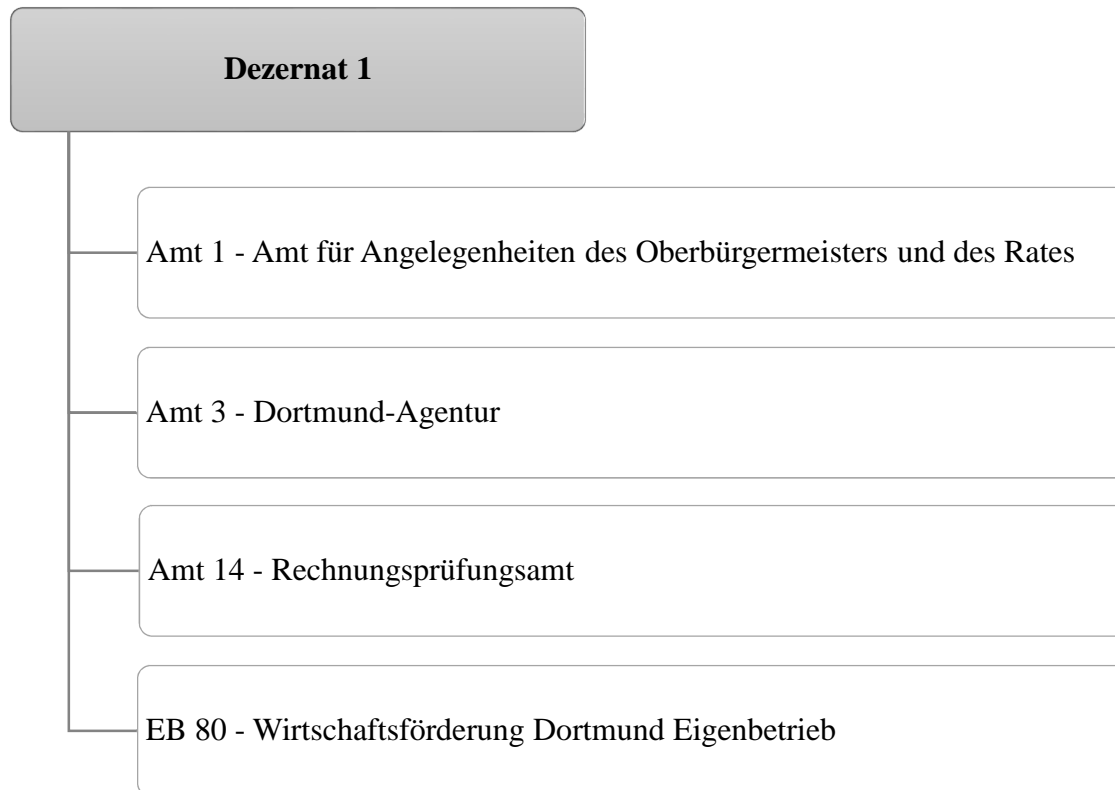 Dezernat 1
Amt 1 - Amt für Angelegenheiten des Oberbürgermeisters und des Rates
Amt 3 - Dortmund-Agentur
Amt 14 - Rechnungsprüfungsamt
EB 80 - Wirtschaftsförderung Dortmund Eigenbetrieb